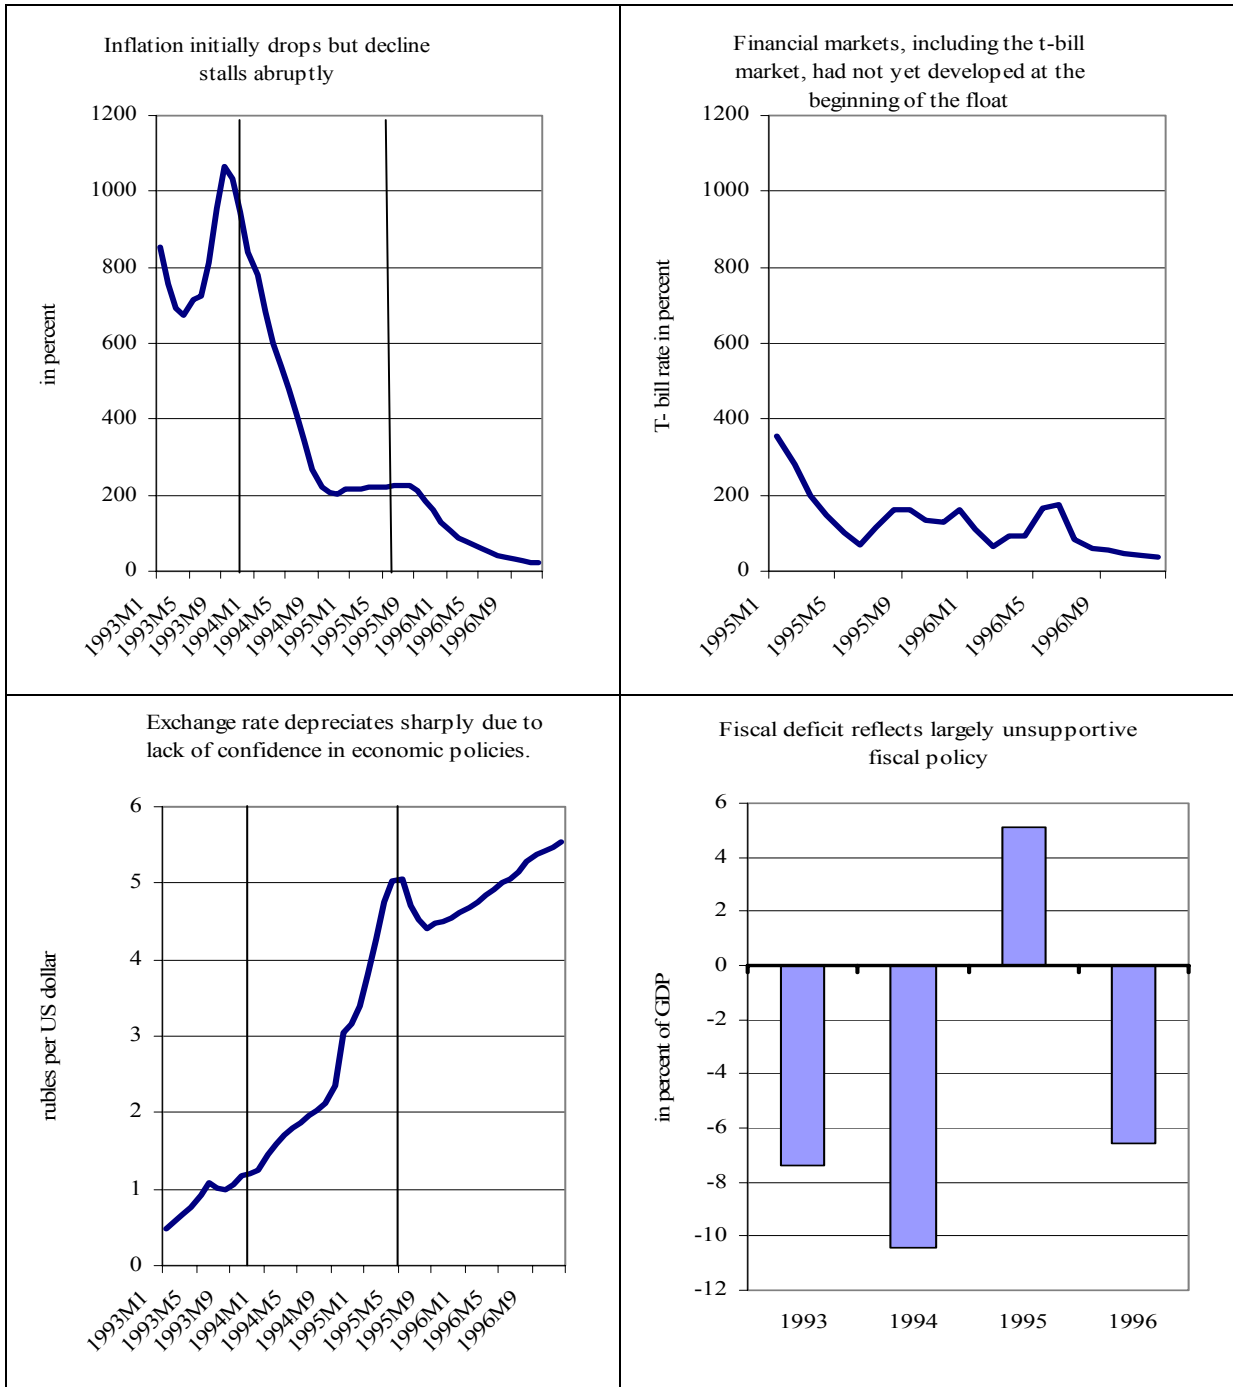 Inflation initially drops but decline
stalls abruptly
in percent
1200
1000
800
600
400
200
0
1993M1
1993M5
1993M9
1994M1
1994M5
1994M9
1995M1
1995M5
1995M9
1996M1
1996M5
1996M9
Financial markets, including the t-bill
market, had not yet developed at the
beginning of the float
T- bill rate in percent
1200
1000
800
600
400
200
0
1995M1
1995M5
1995M9
1996M1
1996M5
1996M9
Exchange rate depreciates sharply due to
lack of confidence in economic policies.
rubles per US dollar
6
5
4
3
2
1
0
1993M1
1993M5
1993M9
1994M1
1994M5
1994M9
1995M1
1995M5
1995M9
1996M1
1996M5
1996M9
Fiscal deficit reflects largely unsupportive
fiscal policy
in percent of GDP
6
4
2
0
-2
-4
-6
-8
-10
-12
1993
1994
1995
1996